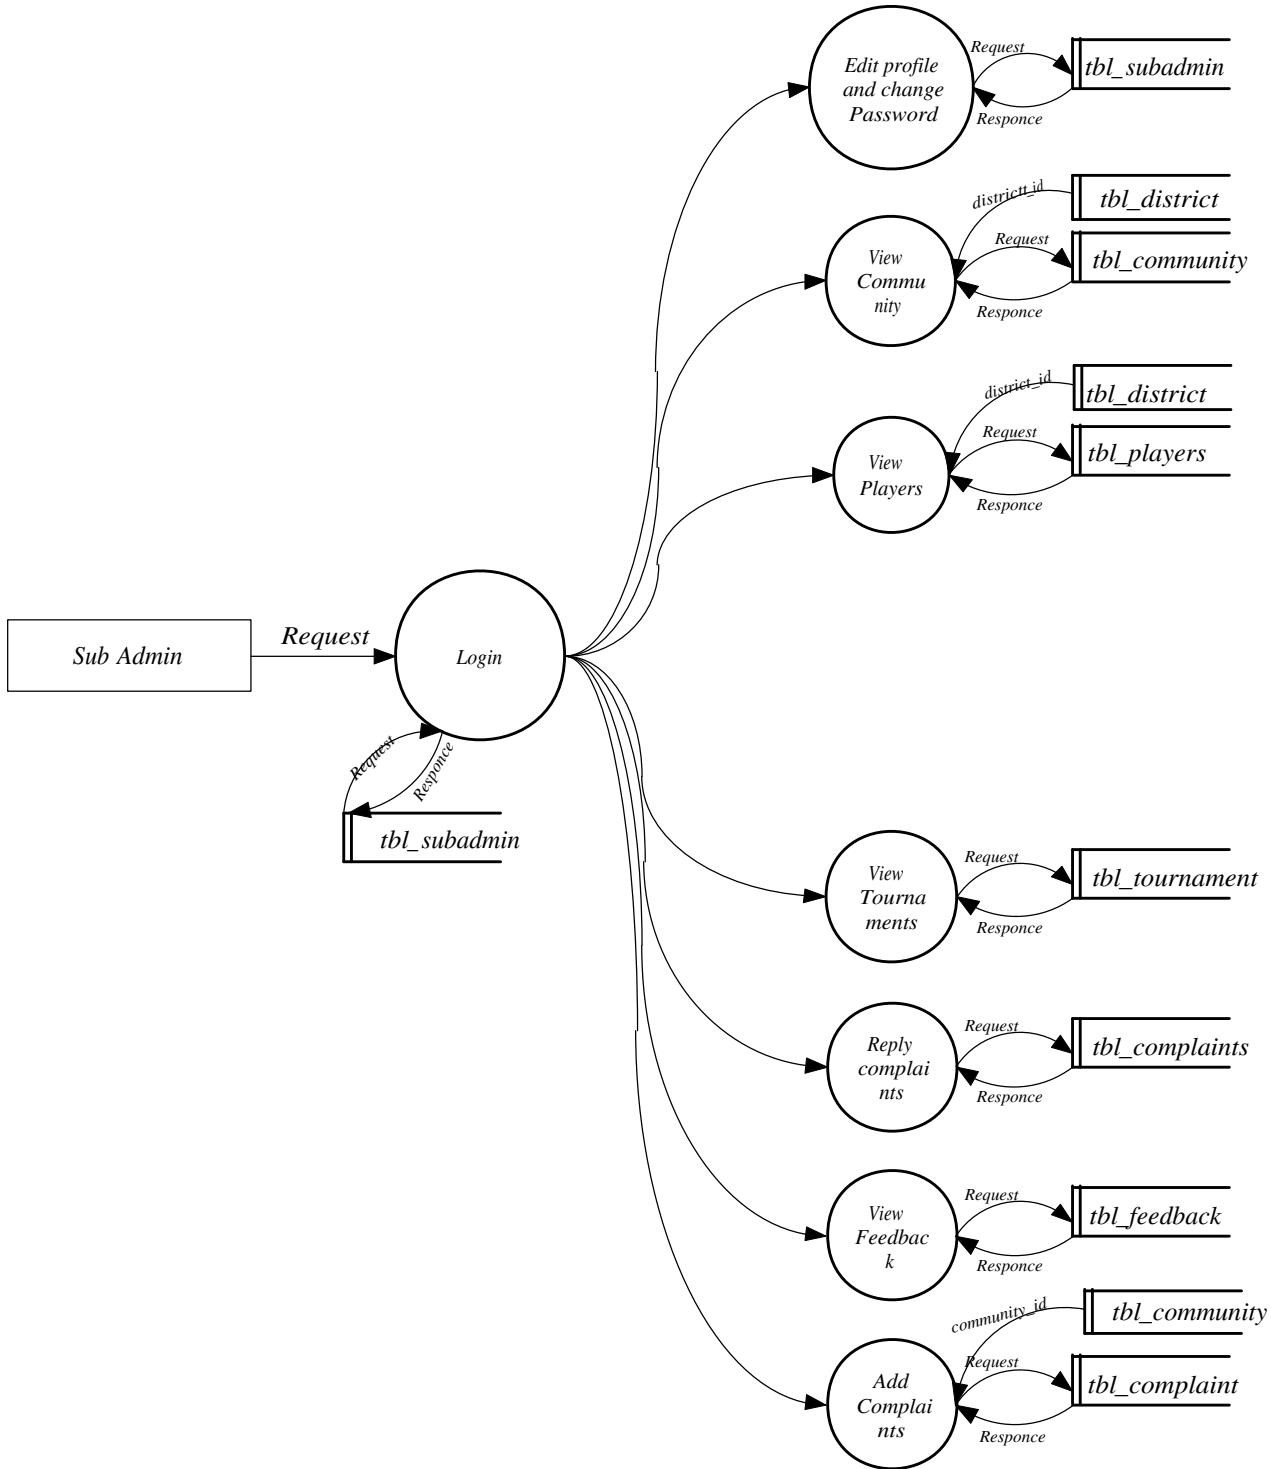 Edit profile
and change
Password
Request
Responce
tbl_subadmin
districtt_id
tbl_district
View
Commu
nity
Request
Responce
tbl_community
district_id
tbl_district
View
Players
Request
Responce
tbl_players
Sub Admin
Request
Login
Request
Responce
tbl_subadmin
View
Tourna
ments
Request
Responce
tbl_tournament
Reply
complai
nts
Request
Responce
tbl_complaints
View
Feedbac
k
Request
Responce
tbl_feedback
community_id
tbl_community
Add
Complai
nts
Request
Responce
tbl_complaint